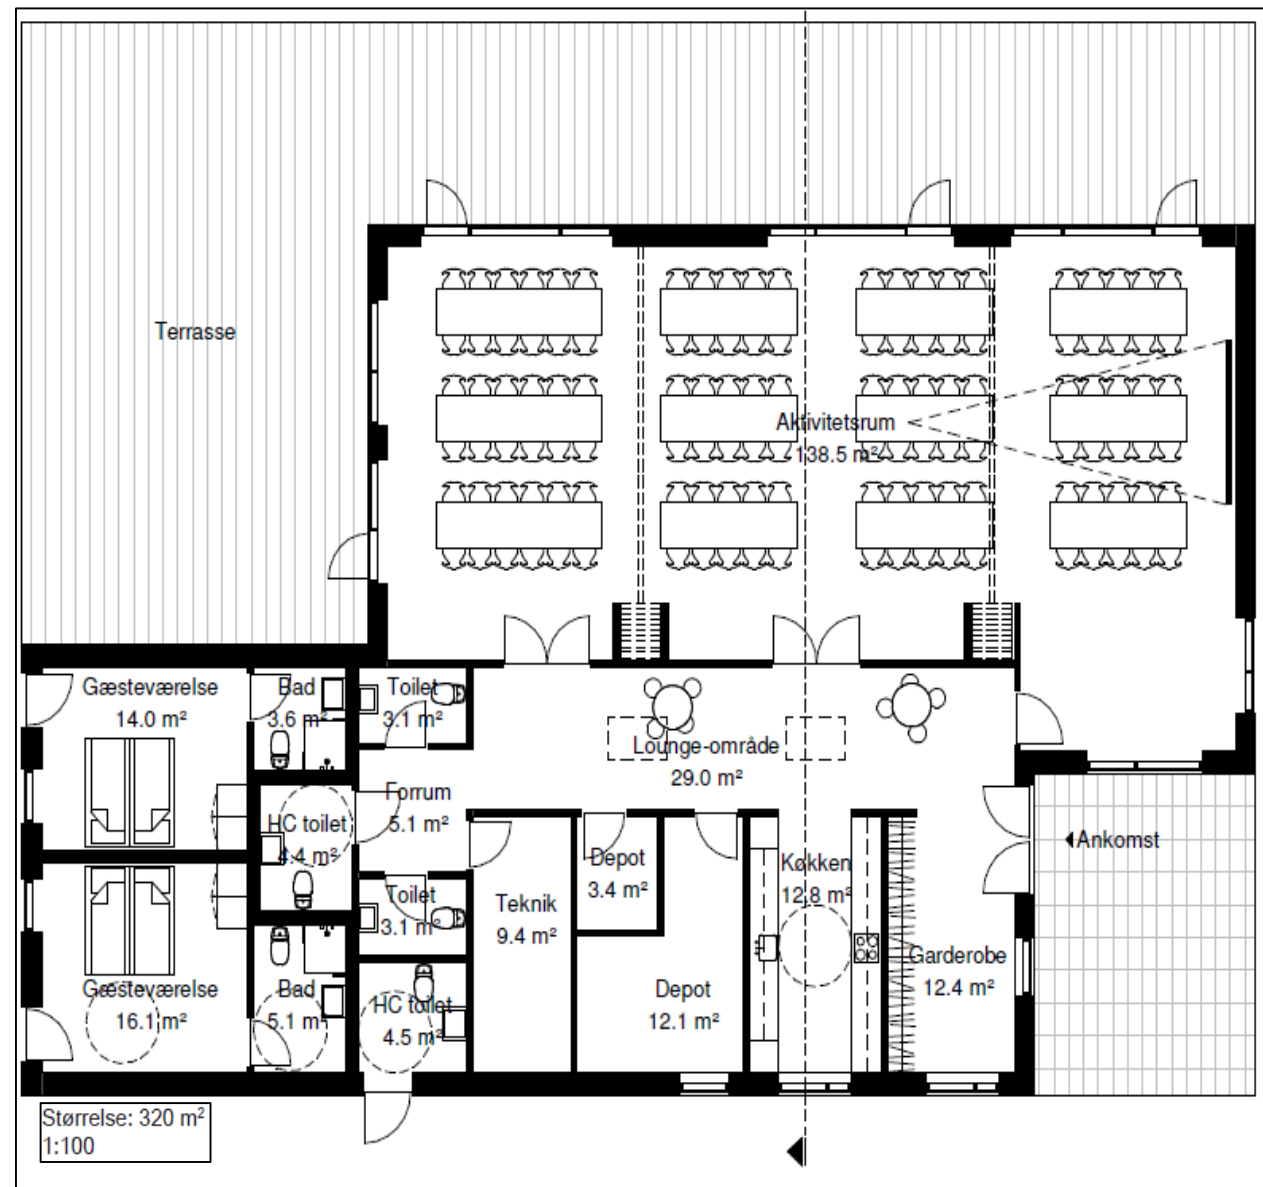 Terrasse
Aktivitetsrum
138.5 m²
Gæsteværelse
14.0 m²
Bad
3.6 m²
Toilet
3.1 m²
Lounge-område
29.0 m²
Forrum
5.1 m²
HC toilet
4.4 m²
Ankomst
Depot
3.4 m²
Køkken
12.8 m²
Toilet
3.1 m²
Teknik
9.4 m²
Garderobe
12.4 m²
Gæsteværelse
16.1 m²
Bad
5.1 m²
HC toilet
4.5 m²
Depot
12.1 m²
Størrelse: 320 m²
1:100